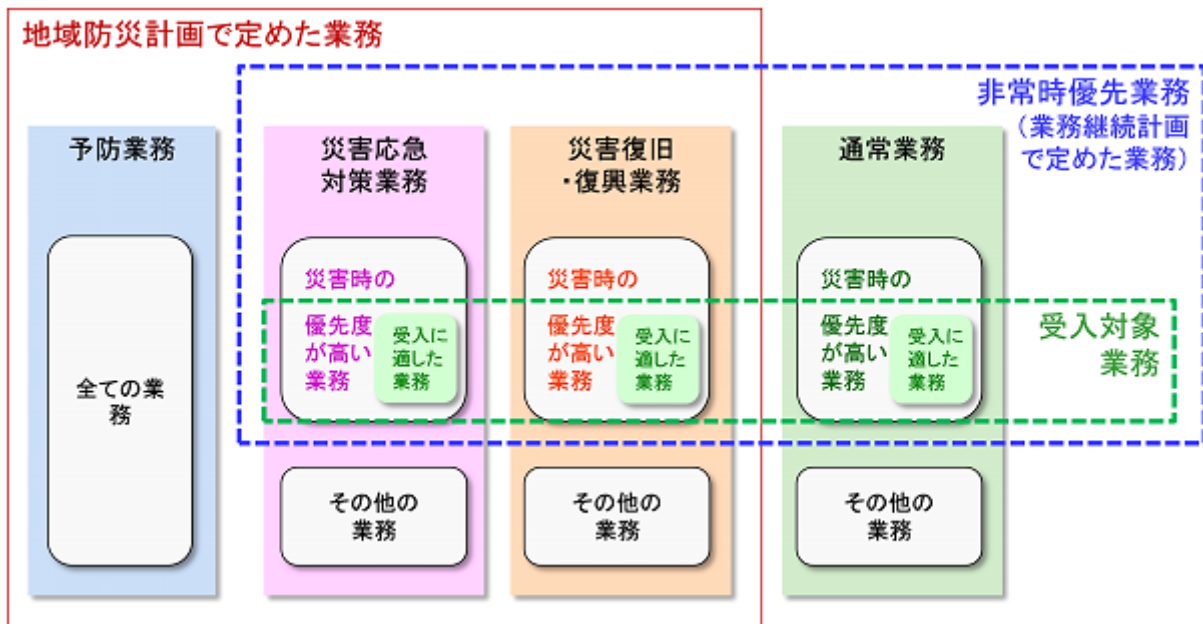 地域防災計画で定めた業務
非常時優先業務
（業務継続計画
で定めた業務）
予防業務
全ての業
務
災害応急
対策業務
災害時の
優先度
が高い
業務
受入に
適した
業務
その他の
業務
災害復旧
・復興業務
災害時の
優先度
が高い
業務
受入に
適した
業務
その他の
業務
通常業務
災害時の
優先度
が高い
業務
受入に
適した
業務
その他の
業務
受入対象
業務